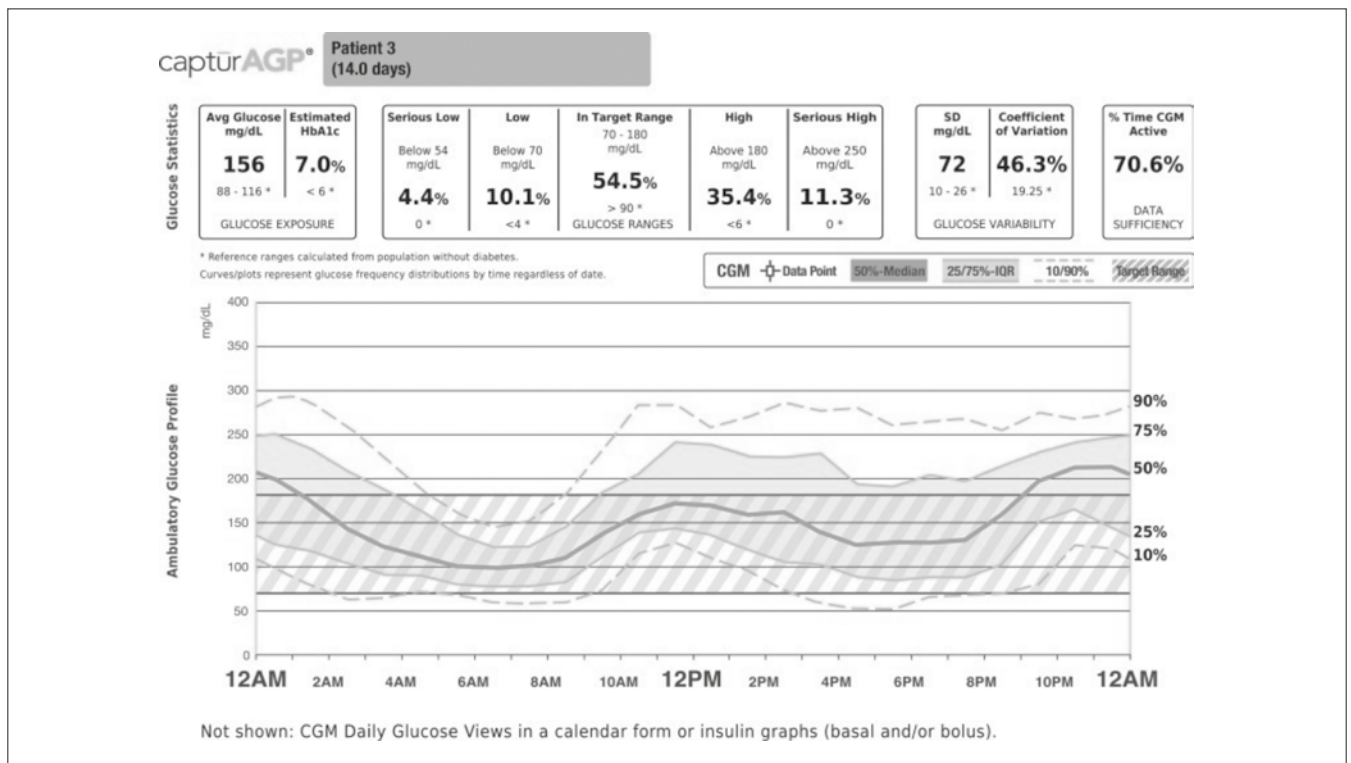 captūrAGP®
Patient 3
(14.0 days)
Glucose Statistics
Avg Glucose
mg/dL
156
88 - 116 *
Estimated
HbA1c
7.0%
< 6 *
GLUCOSE EXPOSURE
Serious Low
Below 54
mg/dL
4.4%
0 *
Low
Below 70
mg/dL
10.1%
<4 *
In Target Range
70 - 180
mg/dL
54.5%
> 90 *
High
Above 180
mg/dL
35.4%
<6 *
Serious High
Above 250
mg/dL
11.3%
0 *
GLUCOSE RANGES
SD
mg/dL
72
10 - 26 *
Coefficient
of Variation
46.3%
19.25 *
GLUCOSE VARIABILITY
% Time CGM
Active
70.6%
DATA
SUFFICIENCY
* Reference ranges calculated from population without diabetes.
Curves/plots represent glucose frequency distributions by time regardless of date.
CGM Data Point 50%-Median 25/75%-IQR 10/90% Target Range
Ambulatory Glucose Profile
mg/dL
400
350
300
250
200
150
100
50
0
90%
75%
50%
25%
10%
12AM 2AM 4AM 6AM 8AM 10AM 12PM 2PM 4PM 6PM 8PM 10PM 12AM
Not shown: CGM Daily Glucose Views in a calendar form or insulin graphs (basal and/or bolus).